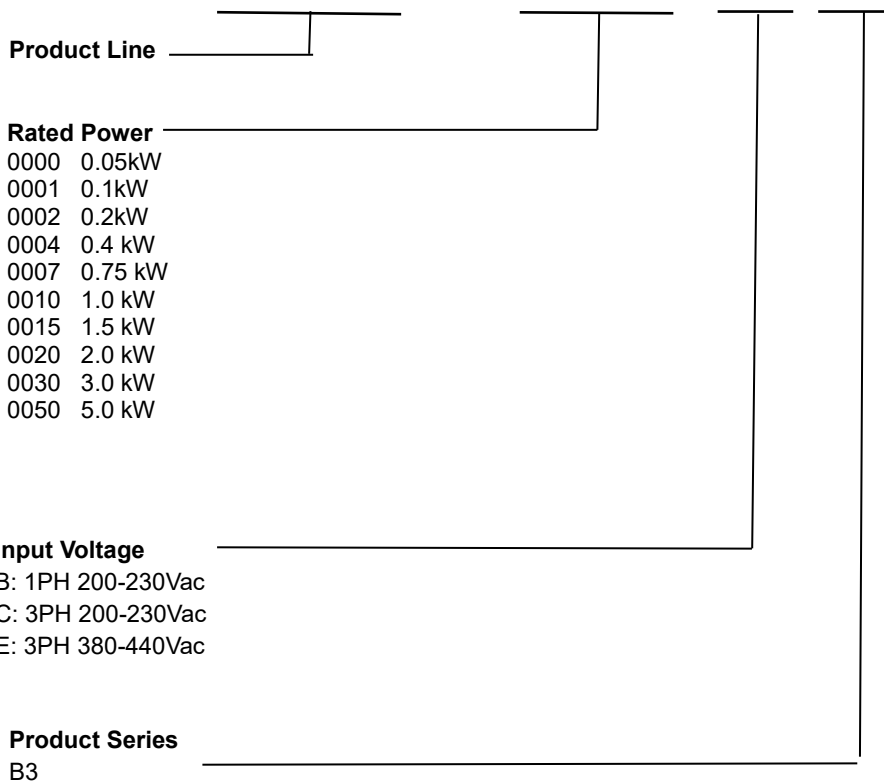 Product Line
Rated Power
0000 0.05kW
0001 0.1kW
0002 0.2kW
0004 0.4 kW
0007 0.75 kW
0010 1.0 kW
0015 1.5 kW
0020 2.0 kW
0030 3.0 kW
0050 5.0 kW
Input Voltage
B: 1PH 200-230Vac
C: 3PH 200-230Vac
E: 3PH 380-440Vac
Product Series
B3